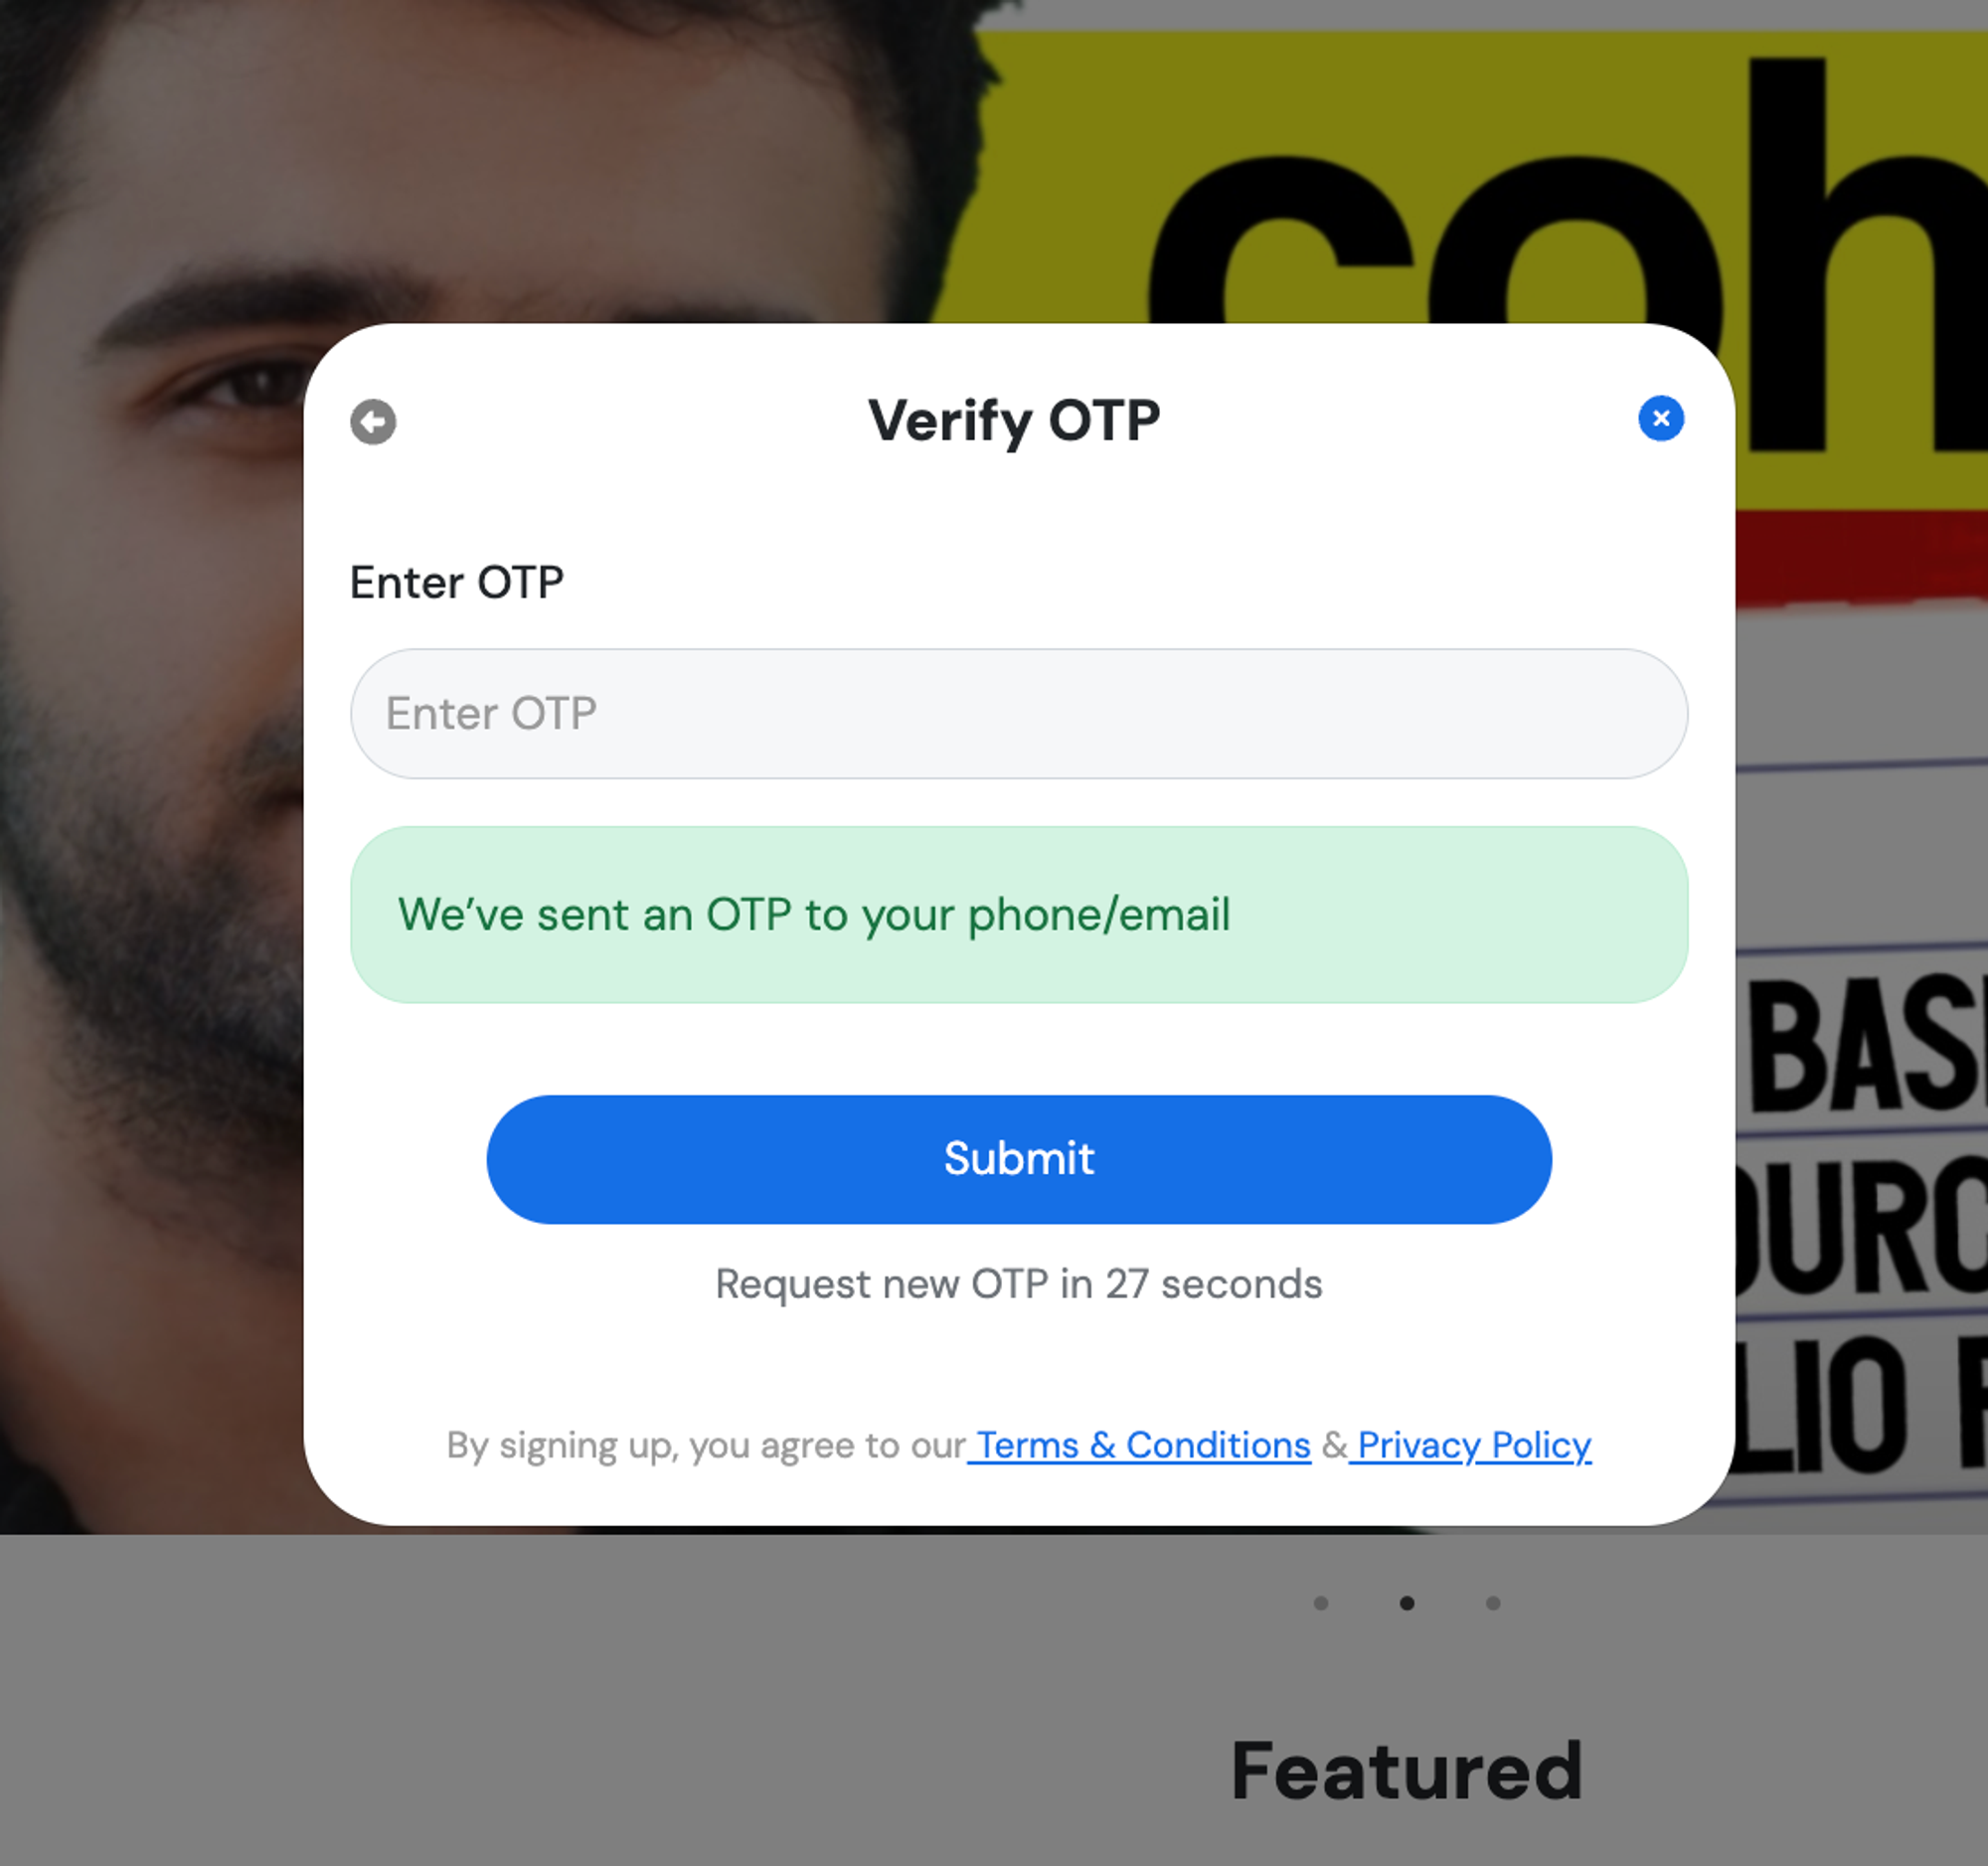 coh
Verify OTP
Enter OTP
Enter OTP
We’ve sent an OTP to your phone/email
BAS
Submit
OURC
Request new OTP in 27 seconds
LIO
By signing up, you agree to our Terms & Conditions & Privacy Policy
Featured